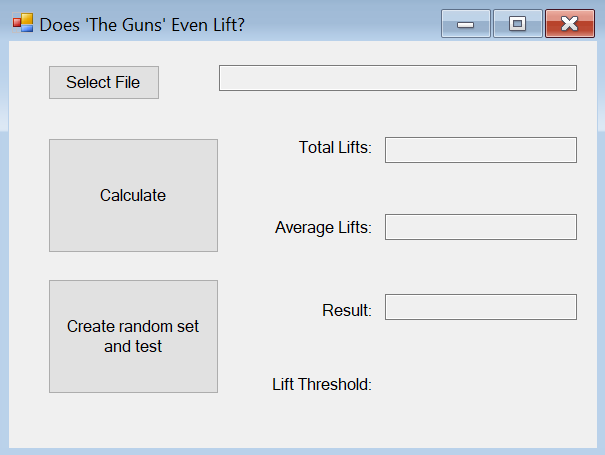 Does 'The Guns' Even Lift?
Select File
Total Lifts:
Calculate
Average Lifts:
Result:
Create random set
and test
Lift Threshold: